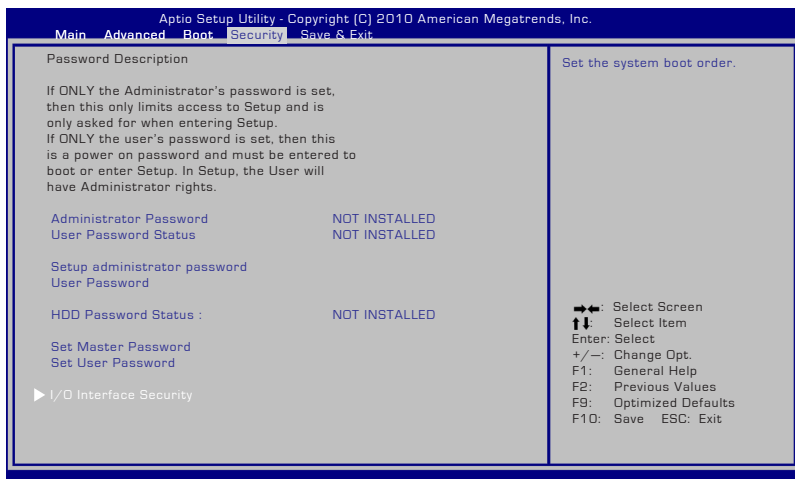 Aptio Setup Utility - Copyright (C) 2010 American Megatrends, Inc.
Main Advanced Boot Security Save & Exit
Password Description
If ONLY the Administrator's password is set,
then this only limits access to Setup and is
only asked for when entering Setup.
If ONLY the user's password is set, then this
is a power on password and must be entered to
boot or enter Setup. In Setup, the User will
have Administrator rights.
Administrator Password NOT INSTALLED
User Password Status NOT INSTALLED
Setup administrator password
User Password
HDD Password Status : NOT INSTALLED
Set Master Password
Set User Password
I/O Interface Security
Set the system boot order.
→←: Select Screen
↑↓: Select Item
Enter: Select
+/—: Change Opt.
F1: General Help
F2: Previous Values
F9: Optimized Defaults
F10: Save ESC: Exit